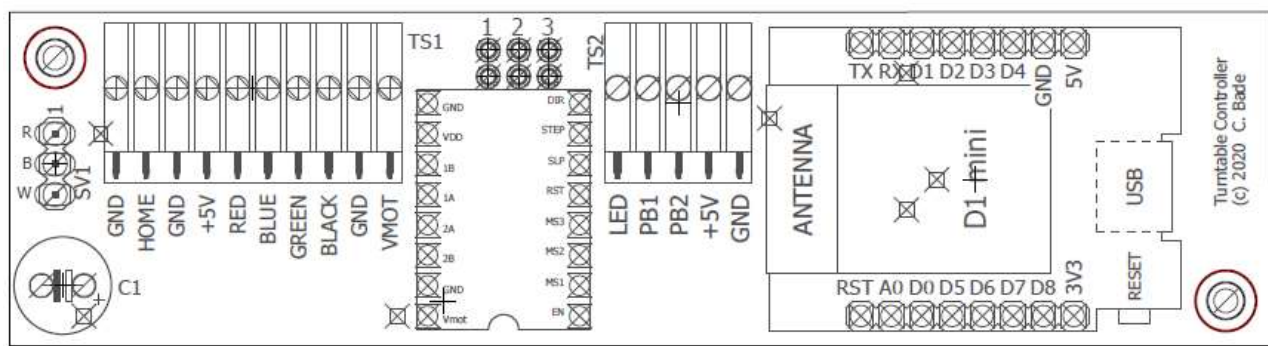 TS1
1 2 3
TS2
1
R
B
W
SV1
GND HOME GND +5V RED BLUE GREEN BLACK GND VMOT
C1
+
GND
VDD
1B
1A
2A
2B
GND
Vmot
DIR
STEP
SLP
RST
MS3
MS2
MS1
EN
LED PB1 PB2 +5V GND
TX RX D1 D2 D3 D4 GND 5V
ANTENNA
D1 mini
USB
RESET
RST A0 D0 D5 D6 D7 D8 3V3
Turntable Controller
(c) 2020 C. Bade